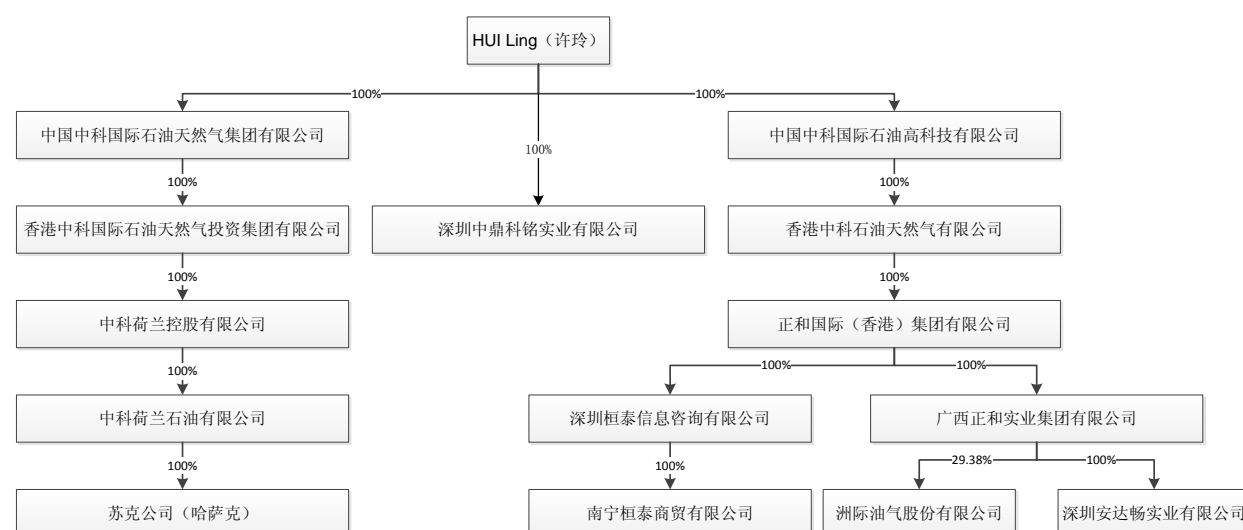 HUI Ling（许玲）
100%
100%
100%
中国中科国际石油天然气集团有限公司
中国中科国际石油高科技有限公司
100%
100%
香港中科国际石油天然气投资集团有限公司
深圳中鼎科铭实业有限公司
香港中科石油天然气有限公司
100%
100%
中科荷兰控股有限公司
正和国际（香港）集团有限公司
100%
100%
100%
中科荷兰石油有限公司
深圳桓泰信息咨询有限公司
广西正和实业集团有限公司
100%
100%
29.38%
100%
苏克公司（哈萨克）
南宁桓泰商贸有限公司
洲际油气股份有限公司
深圳安达畅实业有限公司